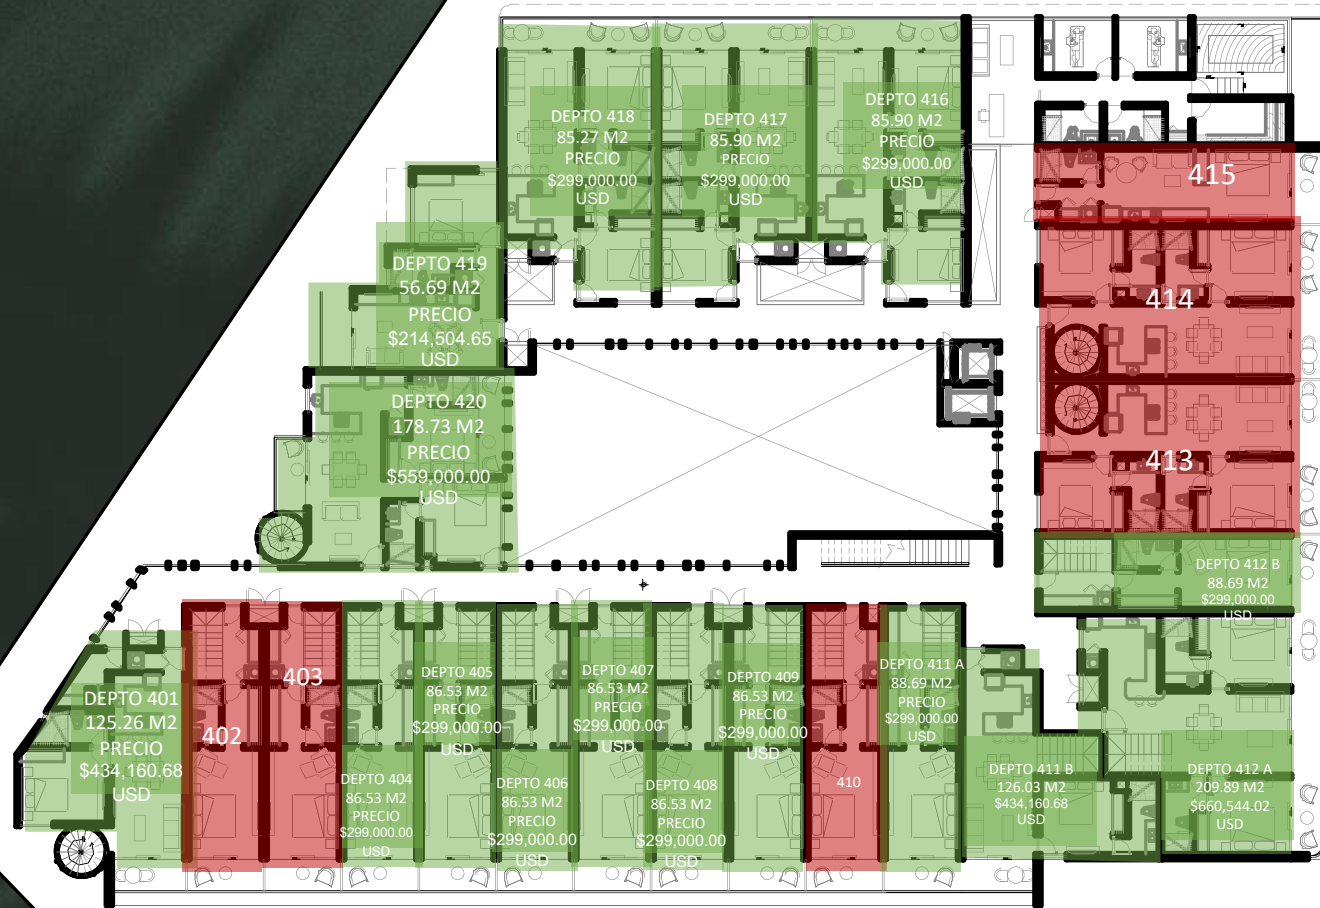 DEPTO 418
85.27 M2
PRECIO
$299,000.00
USD
DEPTO 417
85.90 M2
PRECIO
$299,000.00
USD
DEPTO 416
85.90 M2
PRECIO
$299,000.00
USD
415
414
413
DEPTO 419
56.69 M2
PRECIO
$214,504.65
USD
DEPTO 420
178.73 M2
PRECIO
$559,000.00
USD
DEPTO 412 B
88.69 M2
$299,000.00
USD
DEPTO 401
125.26 M2
PRECIO
$434,160.68
USD
402
403
DEPTO 404
86.53 M2
PRECIO
$299,000.00
USD
DEPTO 405
86.53 M2
PRECIO
$299,000.00
USD
DEPTO 406
86.53 M2
PRECIO
$299,000.00
USD
DEPTO 407
86.53 M2
PRECIO
$299,000.00
USD
DEPTO 408
86.53 M2
PRECIO
$299,000.00
USD
DEPTO 409
86.53 M2
PRECIO
$299,000.00
USD
410
DEPTO 411 A
88.69 M2
PRECIO
$299,000.00
USD
DEPTO 411 B
126.03 M2
$434,160.68
USD
DEPTO 412 A
209.89 M2
$660,544.02
USD